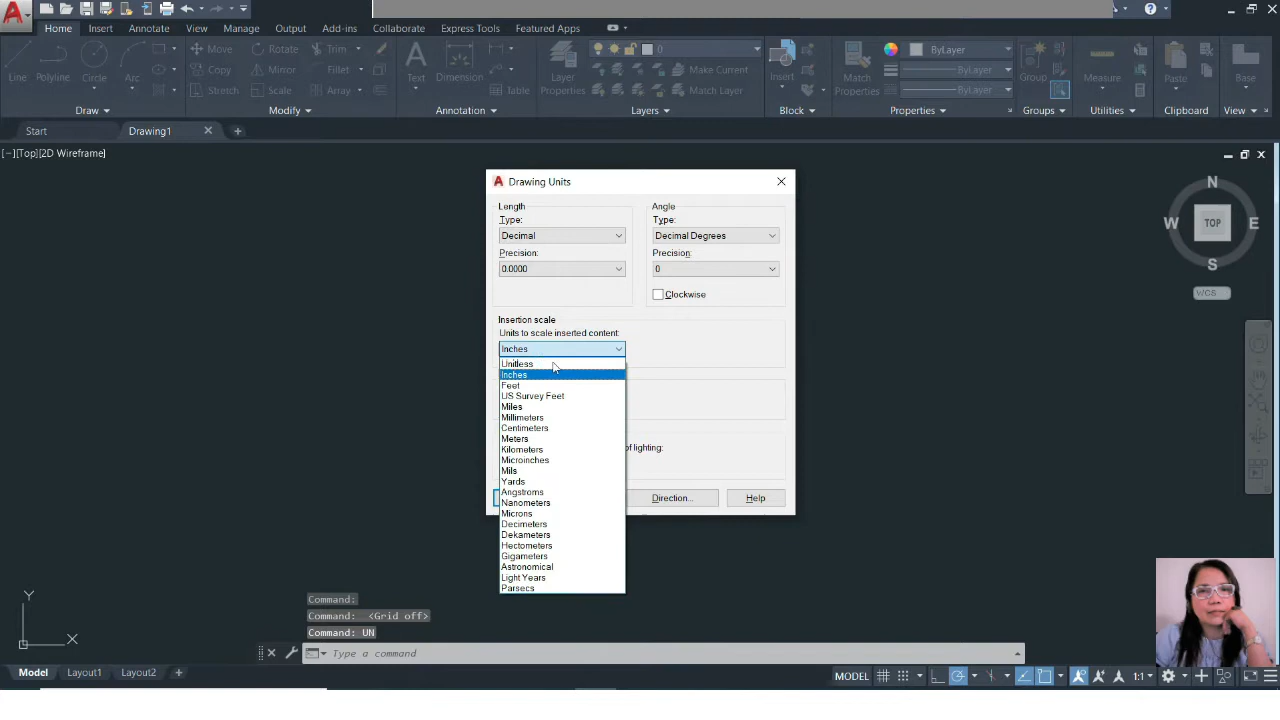 A
Home Insert Annotate View Manage Output Add-ins Collaborate Express Tools Featured Apps
Line Polyline Circle Arc
Move Rotate Trim
Copy Mirror Fillet
Stretch Scale Array
Text Dimension Table
Layer Properties
0
Make Current
Match Layer
Insert
Match Properties
ByLayer
ByLayer
ByLayer
Group Measure Paste Base
Draw Modify Annotation Layers Block Properties Groups Utilities Clipboard View
Start Drawing1
[−][Top][2D Wireframe]
N
W TOP E
S
WCS
A Drawing Units
Length
Type:
Decimal
Precision:
0.0000
Angle
Type:
Decimal Degrees
Precision:
0
Clockwise
Insertion scale
Units to scale inserted content:
Inches
Unitless
Inches
Feet
US Survey Feet
Miles
Millimeters
Centimeters
Meters
Kilometers
Microinches
Mils
Yards
Angstroms
Nanometers
Microns
Decimeters
Dekameters
Hectometers
Gigameters
Astronomical
Light Years
Parsecs
of lighting:
Direction... Help
Y
X
Command:
Command: <Grid off>
Command: UN
Type a command
Model Layout1 Layout2
MODEL 1:1